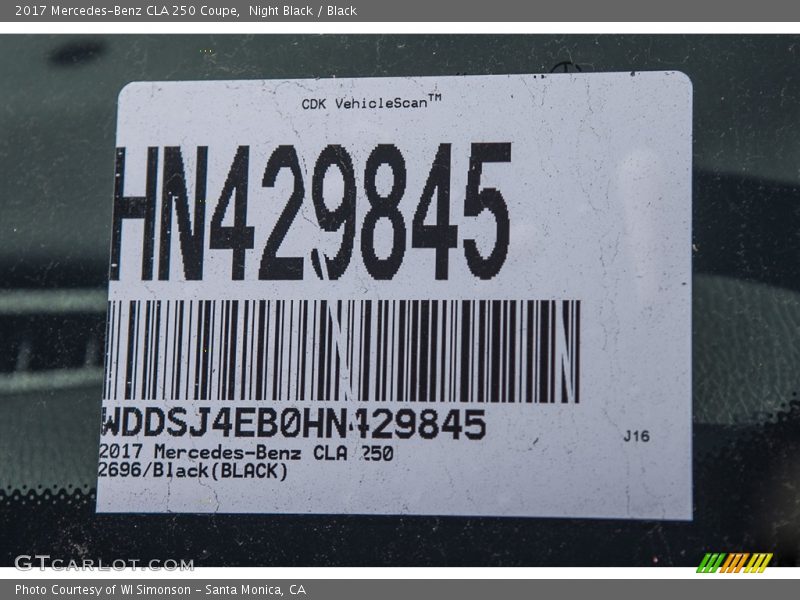 2017 Mercedes-Benz CLA 250 Coupe, Night Black / Black
CDK VehicleScan™
HN429845
WDDSJ4EB0HN429845
2017 Mercedes-Benz CLA 250
2696/Black(BLACK)
J16
GTCARLOT.COM
Photo Courtesy of WI Simonson - Santa Monica, CA